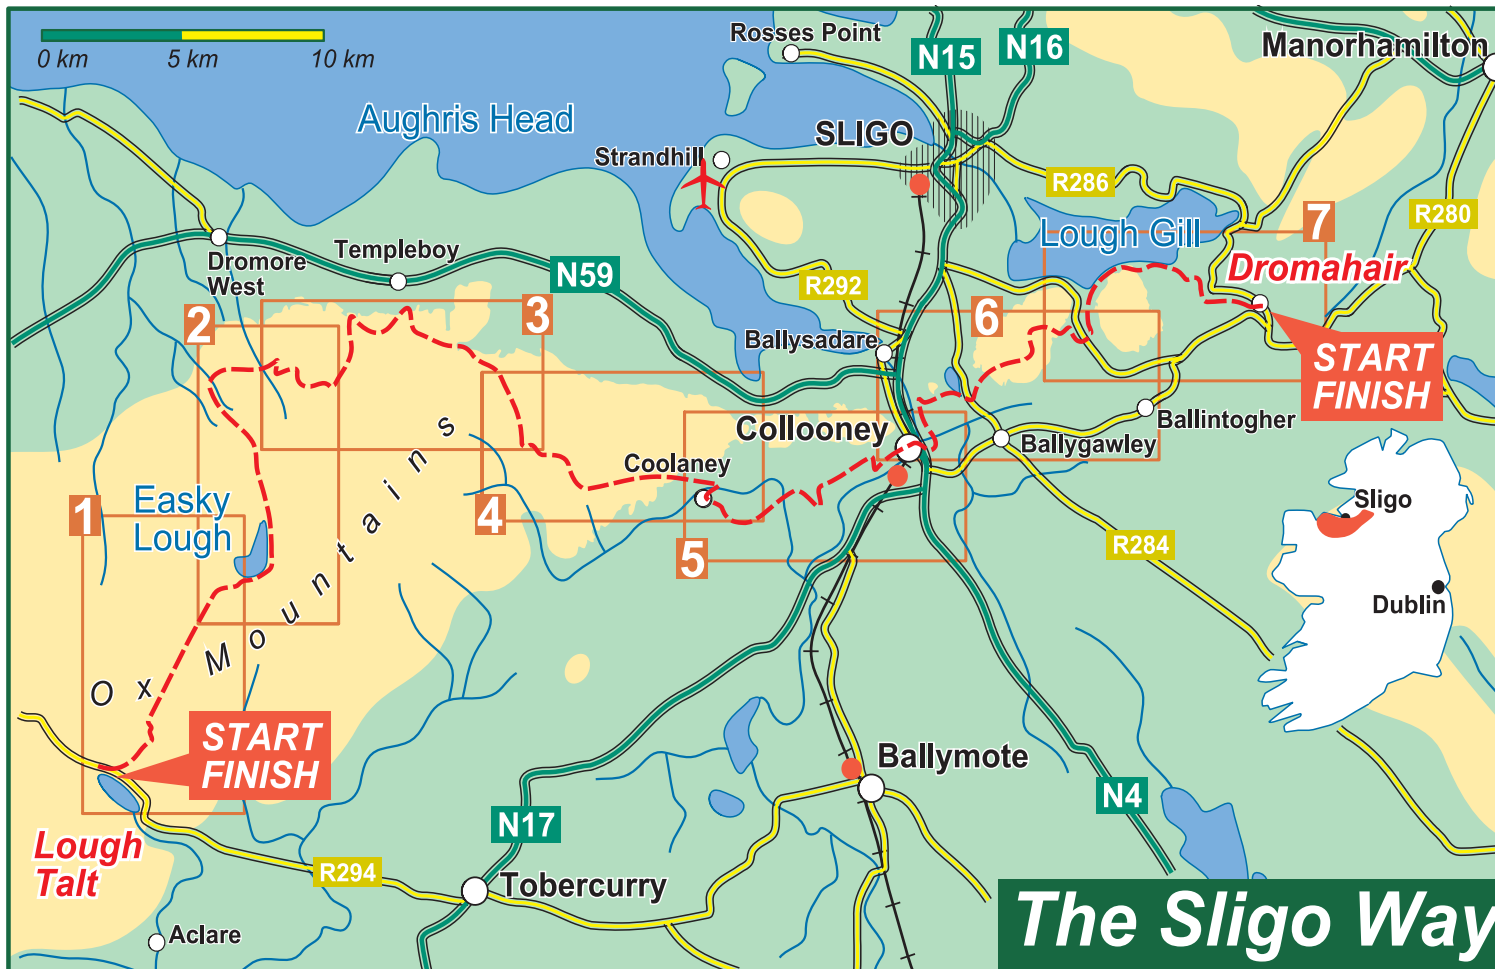 0 km 5 km 10 km
Rosses Point
N15
N16
Manorhamilton
Aughris Head
SLIGO
Strandhill
R286
R280
Lough Gill
7
Dromahair
Templeboy
Dromore
West
N59
R292
2
3
6
Ballysadare
START
FINISH
Ballintogher
Collooney
Ballygawley
Coolaney
Easky
Lough
1
4
5
R284
Sligo
Dublin
Ox Mountains
START
FINISH
Ballymote
N4
N17
Lough
Talt
R294
Tobercurry
Aclare
The Sligo Way